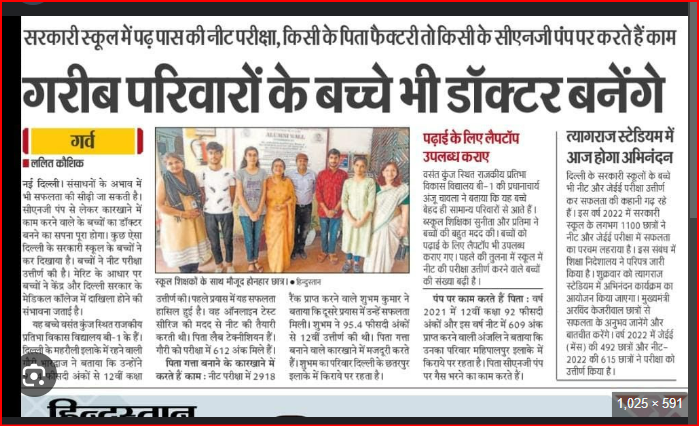 सरकारी स्कूल में पढ़ पास की नीट परीक्षा, किसी के पिता फैक्टरी तो किसी के सीएनजी पंप पर करते हैं काम
गरीब परिवारों के बच्चे भी डॉक्टर बनेंगे
गर्व
ललित कौशिक
नई दिल्ली। संसाधनों के अभाव में
भी सफलता की सीढ़ी जा सकती है।
सीएनजी पंप से लेकर कारखाने में
काम करने वाले के बच्चों का डॉक्टर
बनने का सपना पूरा होगा। कुछ ऐसा
दिल्ली के सरकारी स्कूल के बच्चों ने
कर दिखाया है। बच्चों ने नीट परीक्षा
उत्तीर्ण की है। मेरिट के आधार पर
बच्चों ने केंद्र और दिल्ली सरकार के
मेडिकल कॉलेज में दाखिला होने की
संभावना जताई है।
यह बच्चे वसंत कुंज स्थित राजकीय
प्रतिभा विकास विद्यालय बी-1 के हैं।
दिल्ली के महरौली इलाके में रहने वाली
गौरी भारद्वाज ने बताया कि उन्होंने
फीसदी अंकों से 12वीं कक्षा
ALUMNI WALL
स्कूल शिक्षकों के साथ मौजूद होनहार छात्र। ● हिन्दुस्तान
उत्तीर्ण की। पहले प्रयास में यह सफलता
हासिल हुई है। वह ऑनलाइन टेस्ट
सीरिज की मदद से नीट की तैयारी
करती थी। पिता लैब टेक्नीशियन हैं।
गौरी को परीक्षा में 612 अंक मिले हैं।
पिता गत्ता बनाने के कारखाने में
करते हैं काम : नीट परीक्षा में 2918
रैंक प्राप्त करने वाले शुभम कुमार ने
बताया कि दूसरे प्रयास में उन्हें सफलता
मिली। शुभम ने 95.4 फीसदी अंकों से
12वीं उत्तीर्ण की थी। पिता गत्ता
बनाने वाले कारखाने में मजदूरी करते
हैं। शुभम का परिवार दिल्ली के छतरपुर
इलाके में किराये पर रहता है।
पढ़ाई के लिए लैपटॉप
उपलब्ध कराए
वसंत कुंज स्थित राजकीय प्रतिभा
विकास विद्यालय बी-1 की प्रधानाचार्य
अंजू चावला ने बताया कि यह बच्चे
बेहद ही सामान्य परिवारों से आते हैं।
स्कूल शिक्षिका सुनीता और प्रतिमा ने
बच्चों की बहुत मदद की। बच्चों को
पढ़ाई के लिए लैपटॉप भी उपलब्ध
कराए गए। पहले की तुलना में स्कूल में
नीट की परीक्षा उत्तीर्ण करने वाले बच्चों
की संख्या बढ़ी है।
पंप पर काम करते हैं पिता : वर्ष
2021 में 12वीं कक्षा 92 फीसदी
अंकों और इस वर्ष नीट में 609 अंक
प्राप्त करने वाली अंजलि ने बताया कि
उनका परिवार महिपालपुर इलाके में
किराये पर रहता है। पिता सीएनजी पंप
पर गैस भरने का काम करते हैं।
त्यागराज स्टेडियम में
आज होगा अभिनंदन
दिल्ली के सरकारी स्कूलों के बच्चे
भी नीट और जेईई परीक्षा उत्तीर्ण
कर सफलता की कहानी गढ़ रहे
हैं। इस वर्ष 2022 में सरकारी
स्कूल के लगभग 1100 छात्रों ने
नीट और जेईई परीक्षा में सफलता
का परचम लहराया है। इस संबंध में
शिक्षा निदेशालय ने परिपत्र जारी
किया है। शुक्रवार को त्यागराज
स्टेडियम में अभिनंदन कार्यक्रम का
आयोजन किया जाएगा। मुख्यमंत्री
अरविंद केजरीवाल छात्रों से
सफलता के अनुभव जानेंगे और
बातचीत करेंगे। वर्ष 2022 में जेईई
(मेंस) की 492 छात्रों और नीट-
2022 की 615 छात्रों ने परीक्षा को
उत्तीर्ण किया है।
हिन्दुस्तान
1,025 × 591